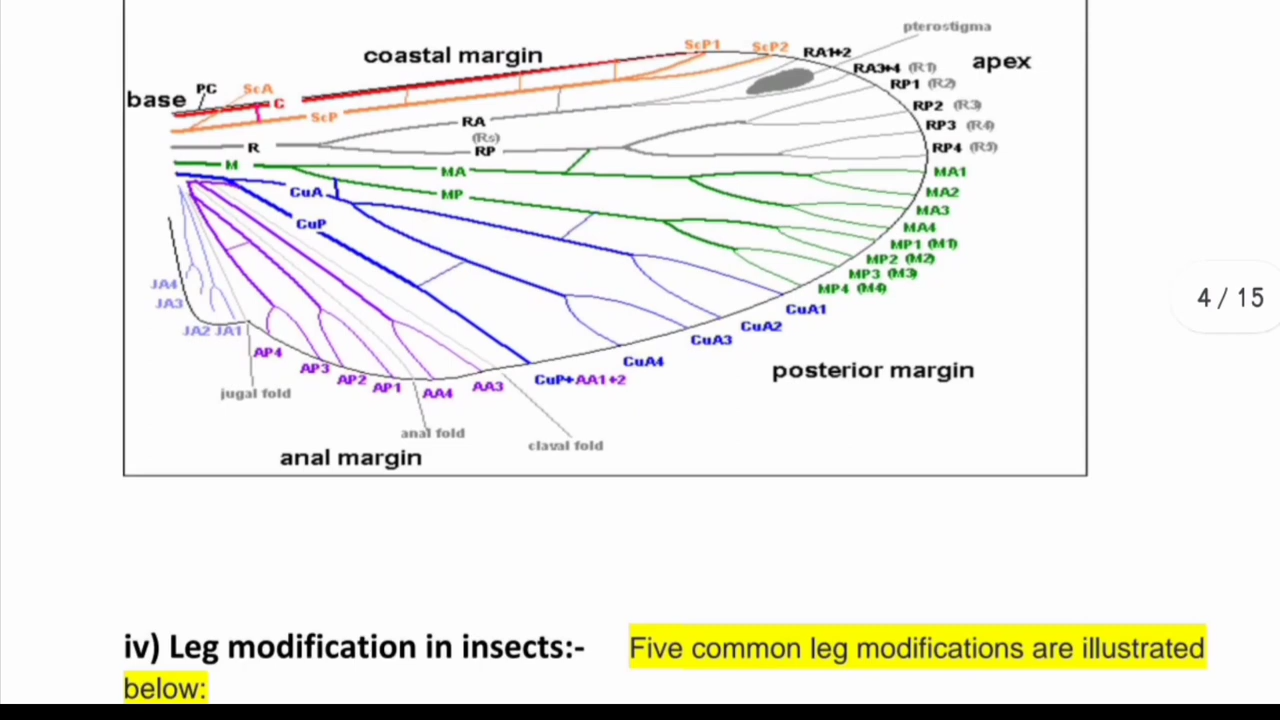 pterostigma
ScP1
ScP2
RA1+2
coastal margin
RA3+4 (R1)
apex
RP1 (R2)
PC
ScA
base
C
RP2 (R3)
ScP
RA
RP3 (R4)
(Rs)
R
RP
RP4 (R5)
M
MA
MA1
CuA
MP
MA2
MA3
CuP
MA4
MP1 (M1)
MP2 (M2)
MP3 (M3)
JA4
MP4 (M4)
4 / 15
JA3
CuA1
JA2 JA1
CuA2
CuA3
AP4
CuA4
AP3
posterior margin
AP2
CuP+AA1+2
AP1
AA4
AA3
jugal fold
anal fold
claval fold
anal margin
iv) Leg modification in insects:- Five common leg modifications are illustrated
below: